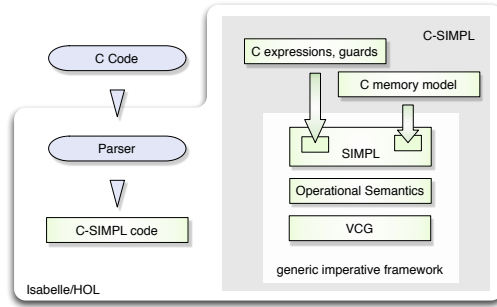 C-SIMPL
C Code
C expressions, guards
C memory model
Parser
SIMPL
Operational Semantics
C-SIMPL code
VCG
generic imperative framework
Isabelle/HOL